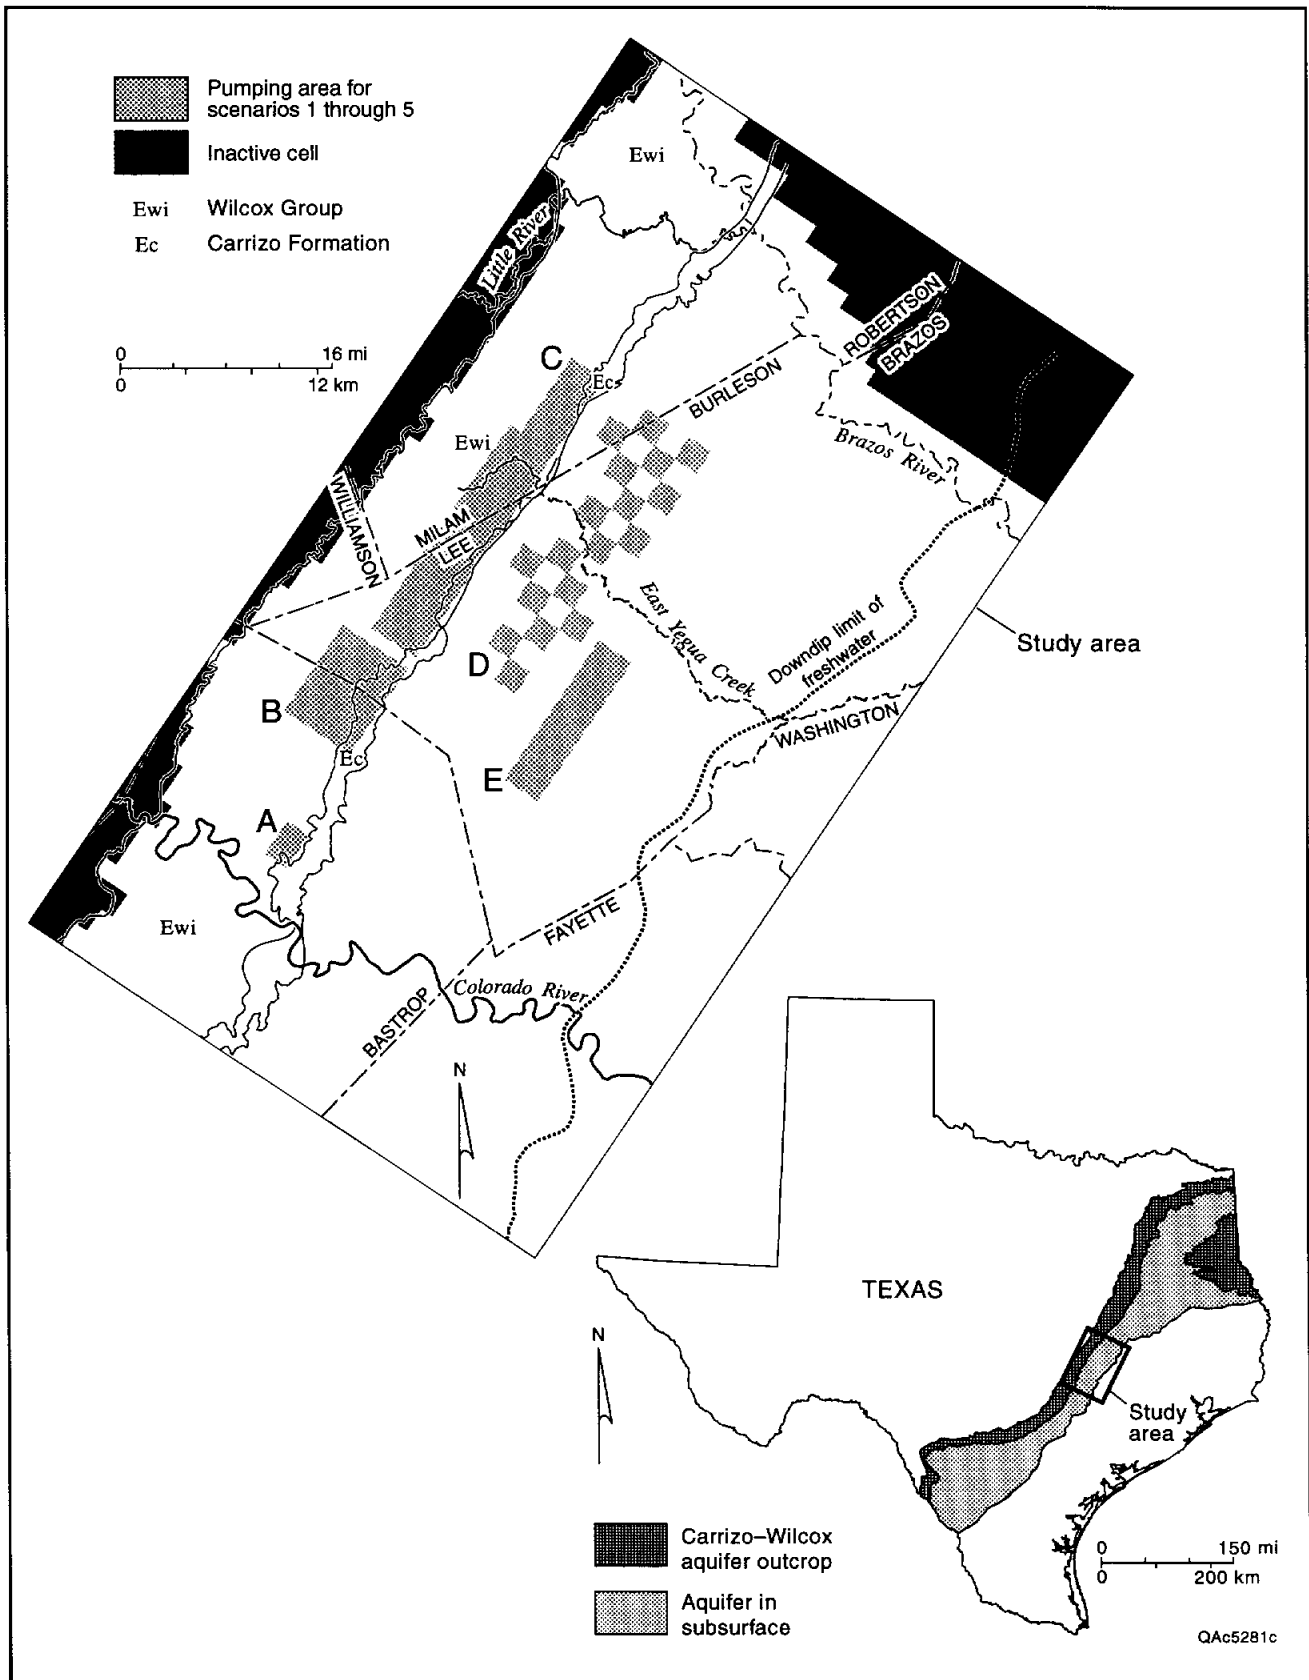 Pumping area for
scenarios 1 through 5
Inactive cell
Ewi Wilcox Group
Ec Carrizo Formation
0 16 mi
0 12 km
Ewi
Little River
ROBERTSON
BRAZOS
C
Ec
BURLESON
Brazos River
Ewi
WILLIAMSON
MILAM
LEE
East Yegua Creek
Downdip limit of
freshwater
Study area
D
B
WASHINGTON
Ec
E
A
Ewi
FAYETTE
Colorado River
BASTROP
N
TEXAS
N
Study
area
Carrizo–Wilcox
aquifer outcrop
0 150 mi
0 200 km
Aquifer in
subsurface
QAc5281c